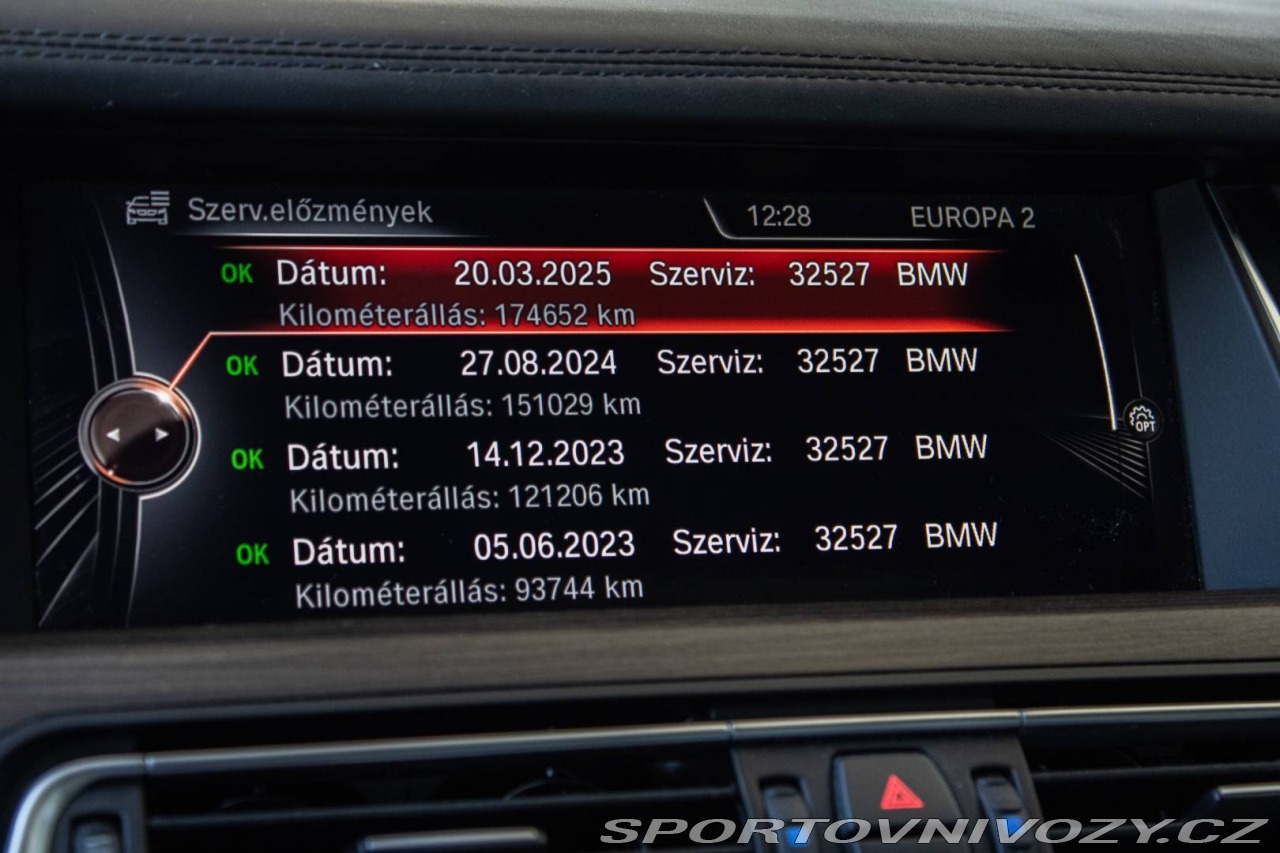 Szerv.előzmények 12:28 EUROPA 2
OK Dátum: 20.03.2025 Szerviz: 32527 BMW
Kilométerállás: 174652 km
OK Dátum: 27.08.2024 Szerviz: 32527 BMW
Kilométerállás: 151029 km
OK Dátum: 14.12.2023 Szerviz: 32527 BMW
Kilométerállás: 121206 km
OK Dátum: 05.06.2023 Szerviz: 32527 BMW
Kilométerállás: 93744 km
OPT
SPORTOVNIVOZY.CZ